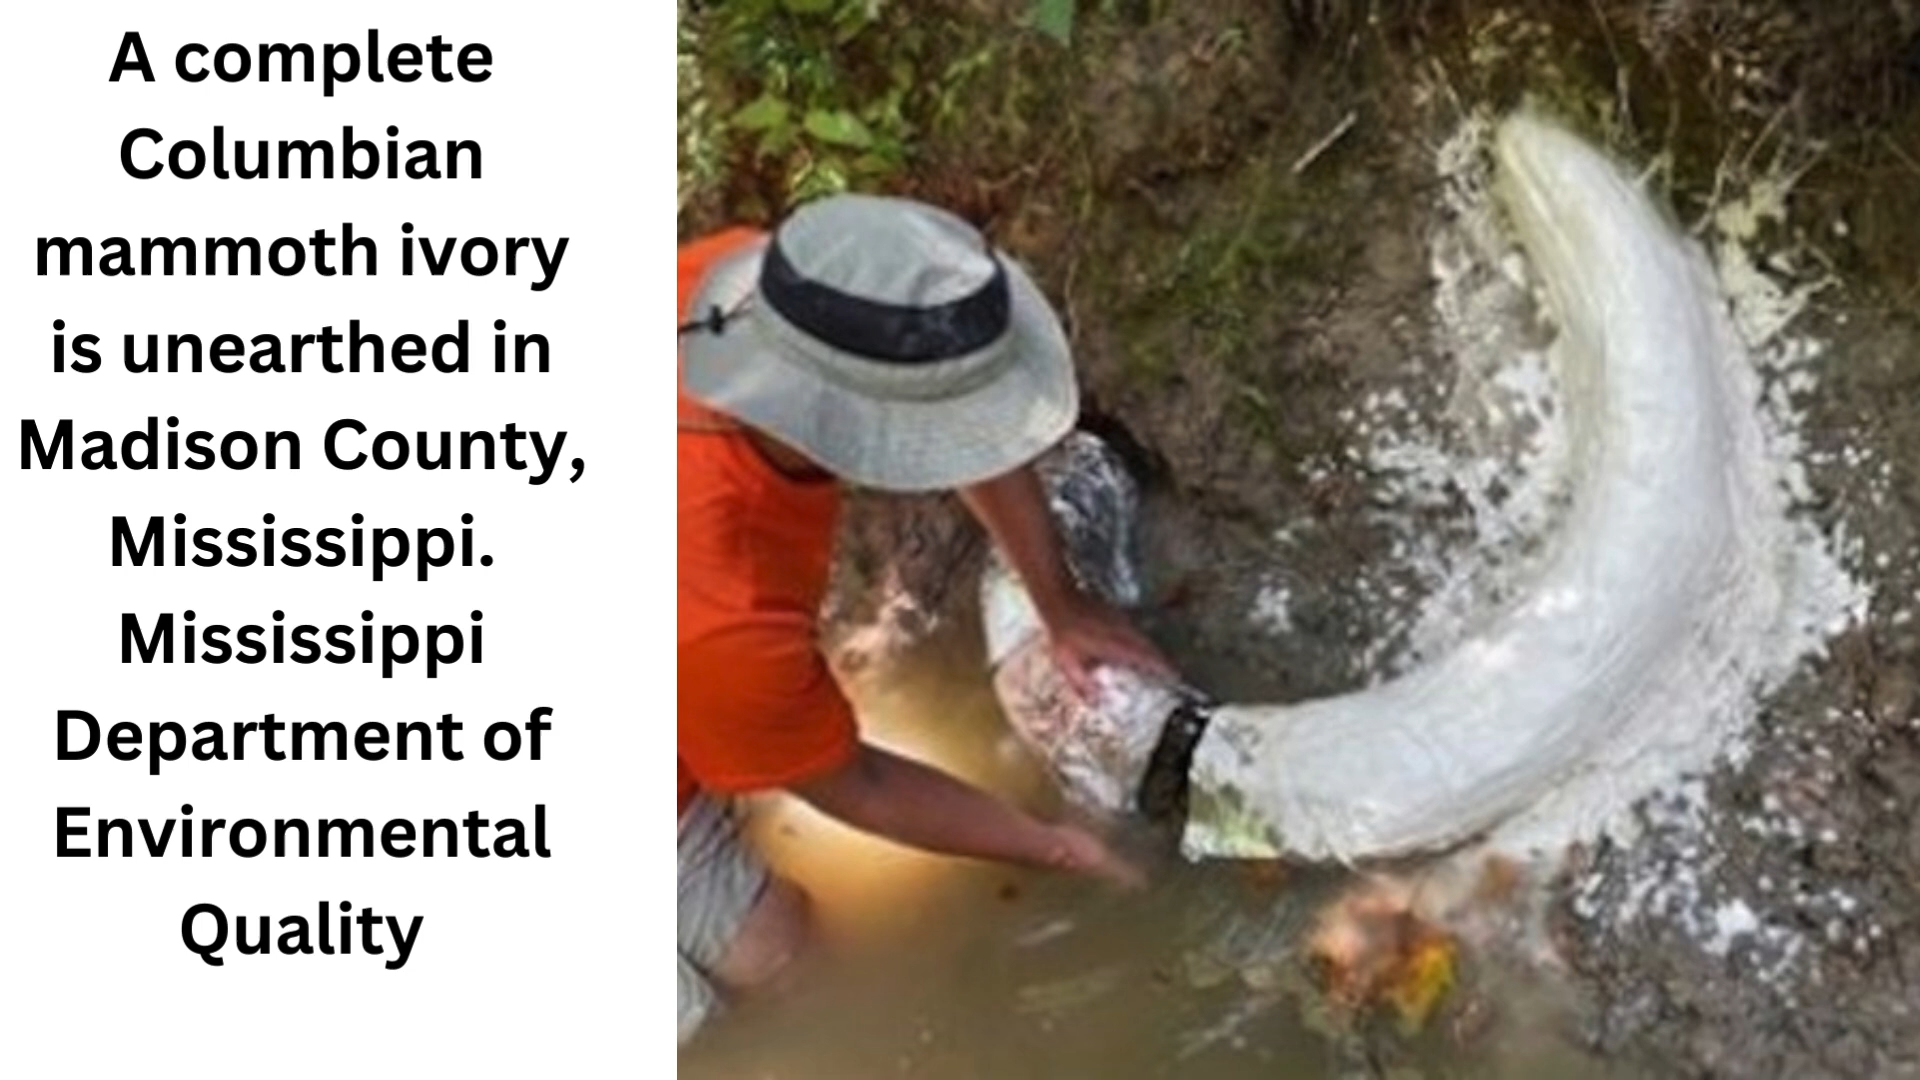 A complete
Columbian
mammoth ivory
is unearthed in
Madison County,
Mississippi.
Mississippi
Department of
Environmental
Quality